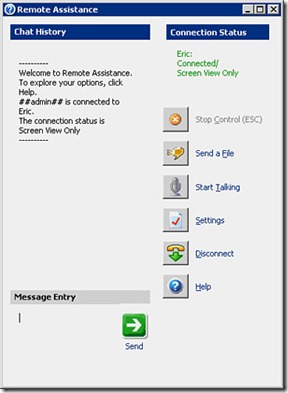 Remote Assistance
Chat History
----------
Welcome to Remote Assistance.
To explore your options, click
Help.
##admin## is connected to
Eric.
The connection status is
Screen View Only
----------
Message Entry
Send
Connection Status
Eric:
Connected/
Screen View Only
Stop Control (ESC)
Send a File
Start Talking
Settings
Disconnect
Help